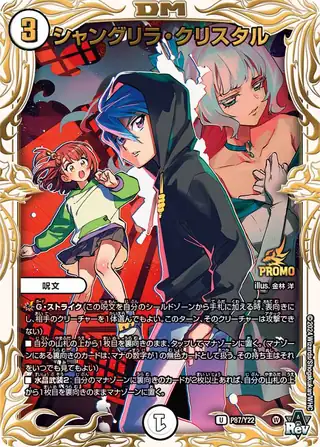 DM
3
シャングリラ・クリスタル
PROMO
illus. 金林 洋
呪文
G・ストライク(この呪文を自分のシールドゾーンから手札に加える時、表向きにし、相手のクリーチャーを1体選んでもよい。このターン、そのクリーチャーは攻撃できない)
■自分の山札の上から1枚目を裏向きのまま、タップしてマナに置く。(マナゾーンにある裏向きのカードは、マナの数字が1の無色カードとして扱う。その持ち主はそれをいつでも見てもよい)
■水晶武装2:自分のマナゾーンに裏向きのカードが2枚以上あれば、自分の山札の上から1枚目を裏向きのままマナに置く。
1
U
P87/Y22
W
Rev